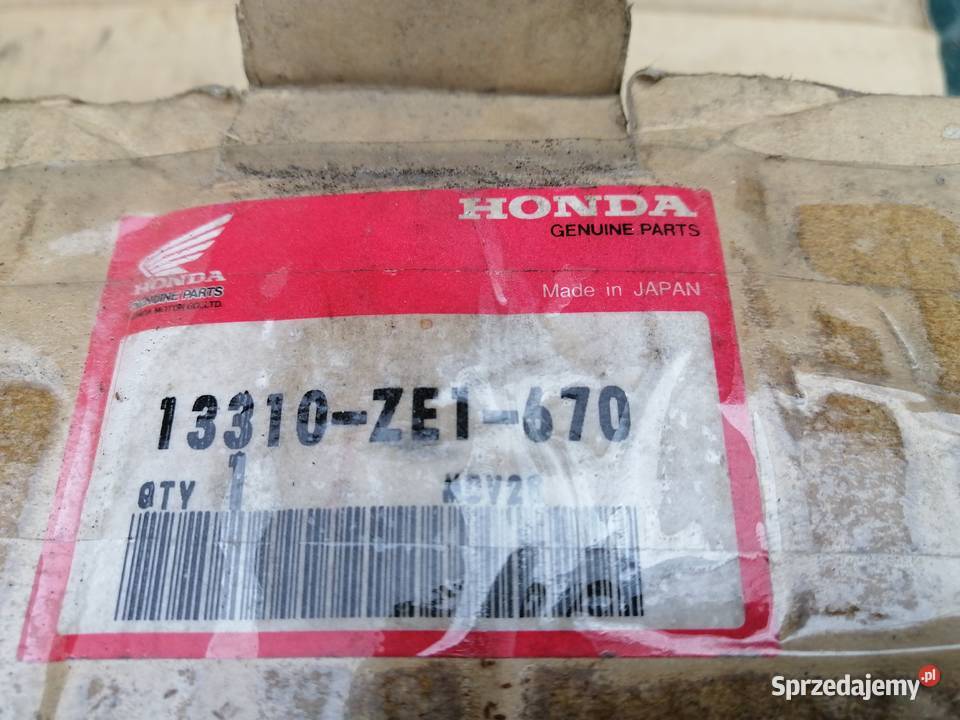 HONDA
GENUINE PARTS
HONDA
GENUINE PARTS
Made in JAPAN
13310-ZE1-670
QTY 1
Sprzedajemy.pl